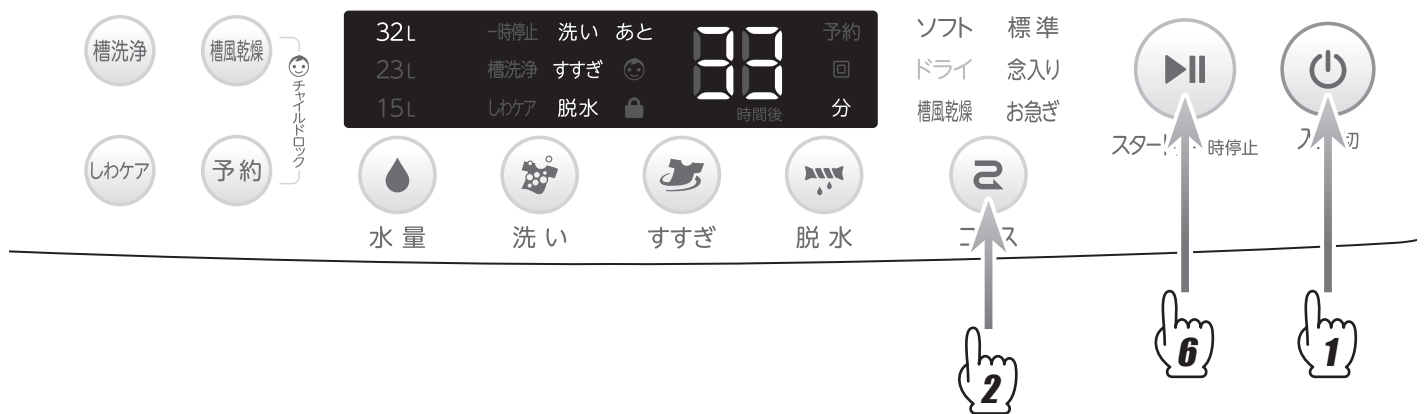 槽洗浄
槽風乾燥
チャイルドロック
しわケア
予約
32L 一時停止 洗い あと 33 予約
23L 槽洗浄 すすぎ 回
15L しわケア 脱水 時間後 分
水量
洗い
すすぎ
脱水
ソフト 標準
ドライ 念入り
槽風乾燥 お急ぎ
2
6
時停止
1
切